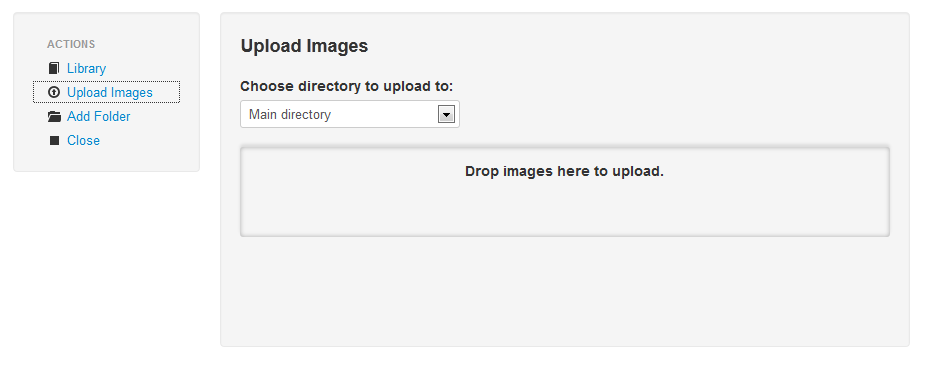 ACTIONS
Library
Upload Images
Add Folder
Close
Upload Images
Choose directory to upload to:
Main directory
Drop images here to upload.